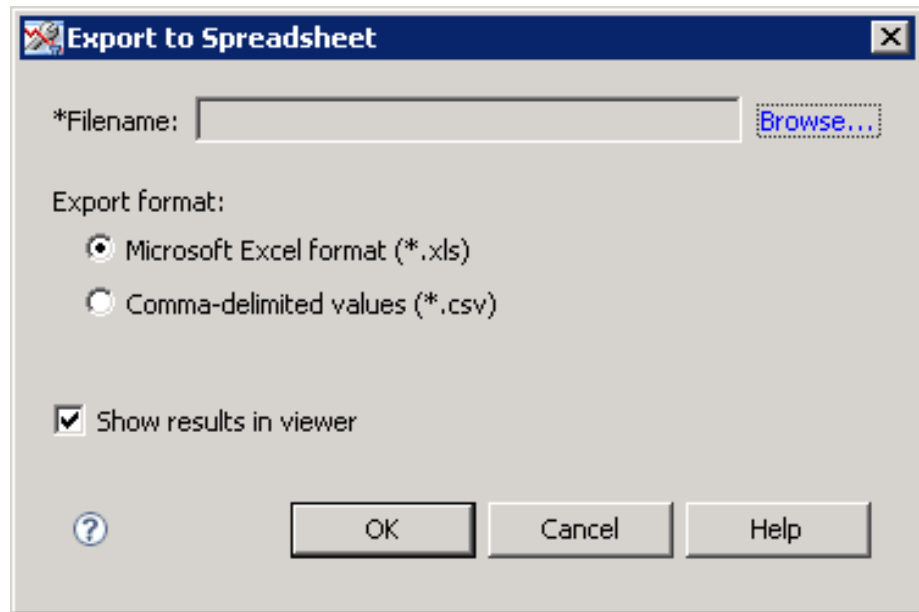 Export to Spreadsheet
*Filename: Browse...
Export format:
Microsoft Excel format (*.xls)
Comma-delimited values (*.csv)
Show results in viewer
? OK Cancel Help